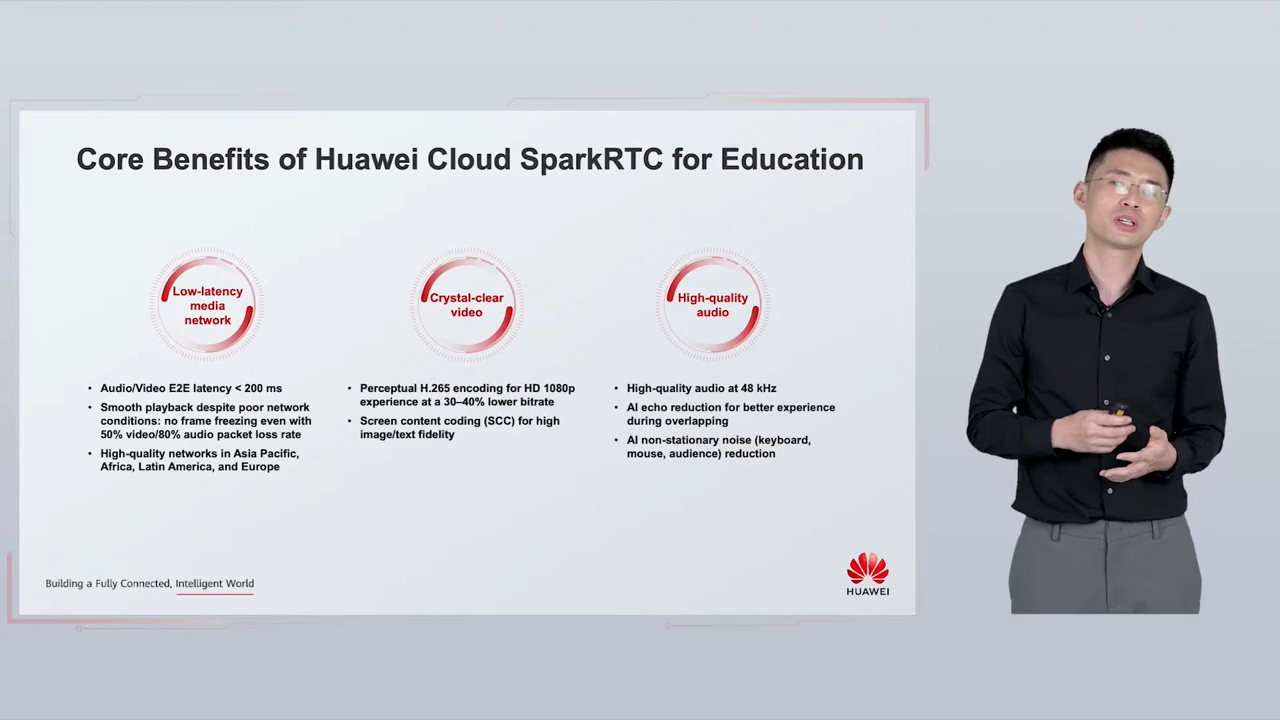 Core Benefits of Huawei Cloud SparkRTC for Education
Low-latency
media
network
• Audio/Video E2E latency < 200 ms
• Smooth playback despite poor network
conditions: no frame freezing even with
50% video/80% audio packet loss rate
• High-quality networks in Asia Pacific,
Africa, Latin America, and Europe
Crystal-clear
video
• Perceptual H.265 encoding for HD 1080p
experience at a 30–40% lower bitrate
• Screen content coding (SCC) for high
image/text fidelity
High-quality
audio
• High-quality audio at 48 kHz
• AI echo reduction for better experience
during overlapping
• AI non-stationary noise (keyboard,
mouse, audience) reduction
Building a Fully Connected, Intelligent World
HUAWEI